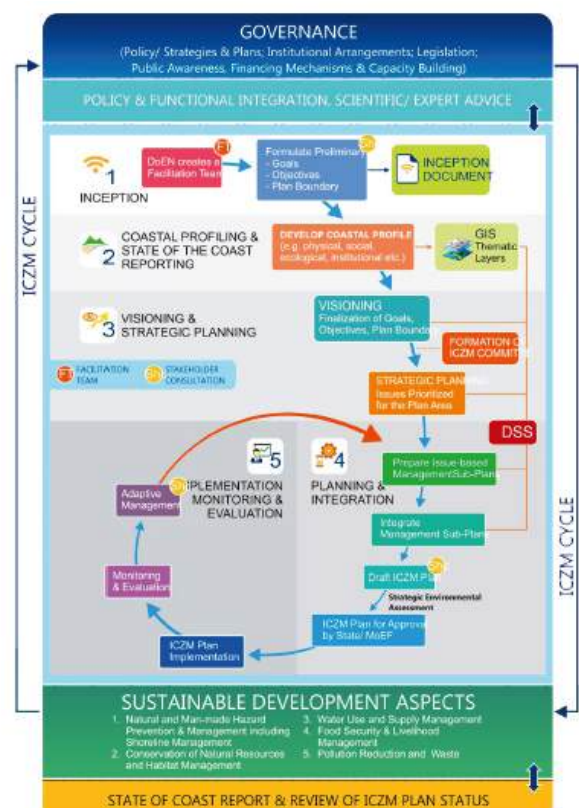 GOVERNANCE
(Policy/ Strategies & Plans; Institutional Arrangements; Legislation;
Public Awareness, Financing Mechanisms & Capacity Building)
POLICY & FUNCTIONAL INTEGRATION, SCIENTIFIC/ EXPERT ADVICE
ICZM CYCLE
1
INCEPTION
DoEN creates a
Facilitation Team
FT
Formulate Preliminary
- Goals
- Objectives
- Plan Boundary
Sh
INCEPTION
DOCUMENT
2
COASTAL PROFILING &
STATE OF THE COAST
REPORTING
DEVELOP COASTAL PROFILE
(e.g. physical, social,
ecological, institutional etc.)
GIS
Thematic
Layers
3
VISIONING &
STRATEGIC PLANNING
VISIONING
Finalization of Goals,
Objectives, Plan Boundary
FORMATION OF
ICZM COMMITTE
FT
FACILITATION
TEAM
Sh
STAKEHOLDER
CONSULTATION
STRATEGIC PLANNING
Issues Prioritized
for the Plan Area
DSS
5
IMPLEMENTATION
MONITORING &
EVALUATION
4
PLANNING &
INTEGRATION
Prepare Issue-based
ManagementSub-Plans
Adaptive
Management
Sh
Integrate
Management Sub-Plans
Draft ICZM Plan
Sh
Strategic Environmental
Assessment
Monitoring
& Evaluation
ICZM Plan for Approval
by State/ MoEF
ICZM Plan
Implementation
ICZM CYCLE
SUSTAINABLE DEVELOPMENT ASPECTS
1. Natural and Man-made Hazard
Prevention & Management including
Shoreline Management
2. Conservation of Natural Resources
and Habitat Management
3. Water Use and Supply Management
4. Food Security & Livelihood
Management
5. Pollution Reduction and Waste
STATE OF COAST REPORT & REVIEW OF ICZM PLAN STATUS